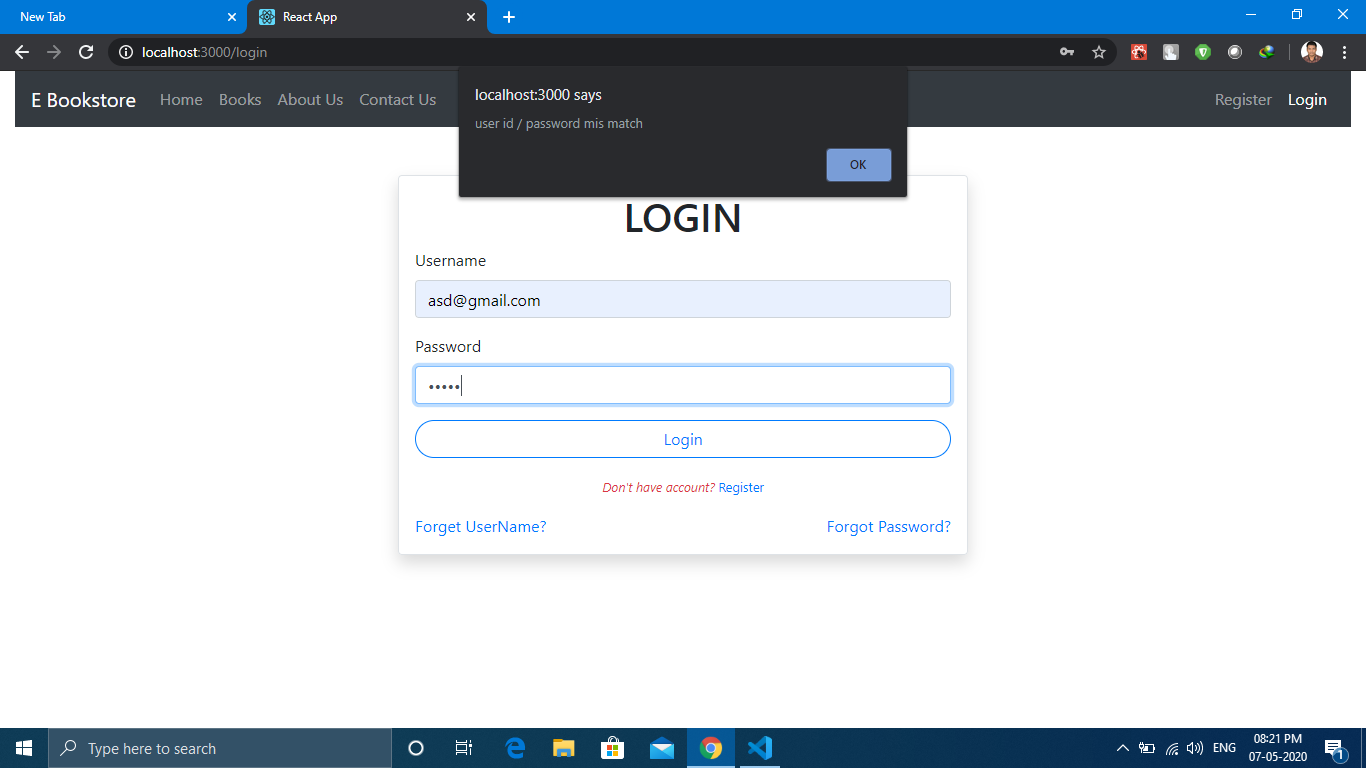 New Tab
React App
localhost:3000/login
E Bookstore Home Books About Us Contact Us Register Login
localhost:3000 says
user id / password mis match
OK
LOGIN
Username
asd@gmail.com
Password
•••••
Login
Don't have account? Register
Forget UserName? Forgot Password?
Type here to search
ENG
08:21 PM
07-05-2020
1